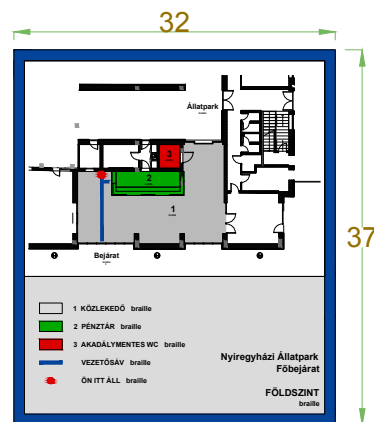 32
37
Állatpark
3
2
1
Bejárat
1 KÖZLEKEDŐ braille
2 PÉNZTÁR braille
3 AKADÁLYMENTES WC braille
VEZETŐSÁV braille
ÖN ITT ÁLL braille
Nyíregyházi Állatpark
Főbejárat
FÖLDSZINT
braille